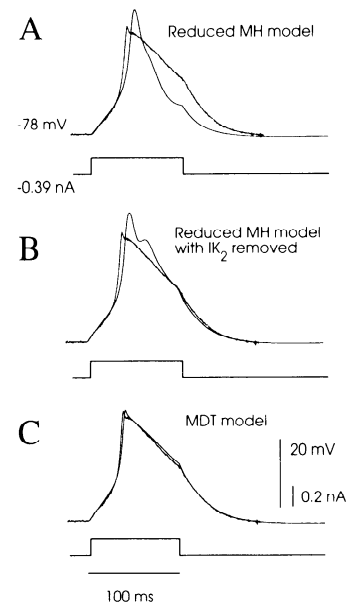 A
Reduced MH model
-78 mV
-0.39 nA
B
Reduced MH model
with IK2 removed
C
MDT model
20 mV
0.2 nA
100 ms